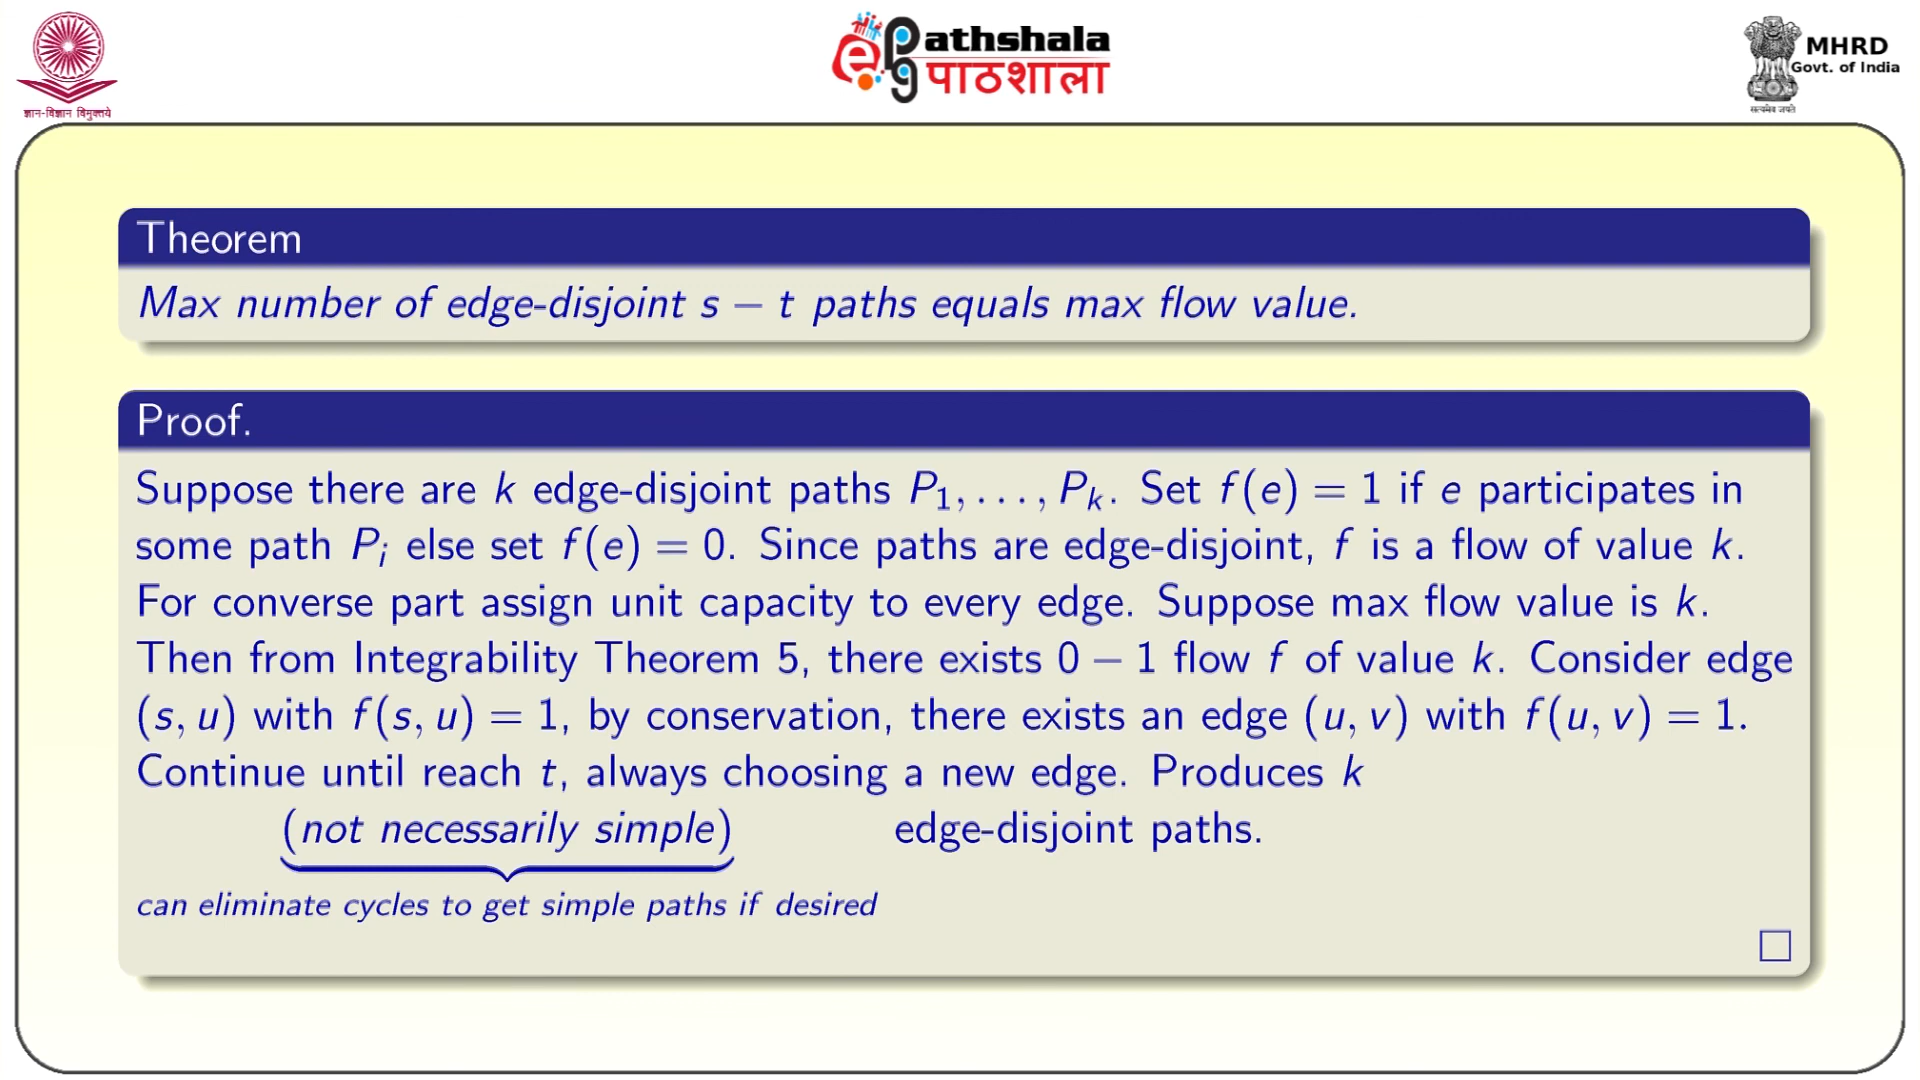 ज्ञान-विज्ञान विमुक्तये
ePathshala
पाठशाला
MHRD
Govt. of India
सत्यमेव जयते
Theorem
Max number of edge-disjoint s − t paths equals max flow value.
Proof.
Suppose there are k edge-disjoint paths P₁, . . . , Pₖ. Set f(e) = 1 if e participates in
some path Pᵢ else set f(e) = 0. Since paths are edge-disjoint, f is a flow of value k.
For converse part assign unit capacity to every edge. Suppose max flow value is k.
Then from Integrability Theorem 5, there exists 0 − 1 flow f of value k. Consider edge
(s, u) with f(s, u) = 1, by conservation, there exists an edge (u, v) with f(u, v) = 1.
Continue until reach t, always choosing a new edge. Produces k
(not necessarily simple) edge-disjoint paths.
can eliminate cycles to get simple paths if desired
□